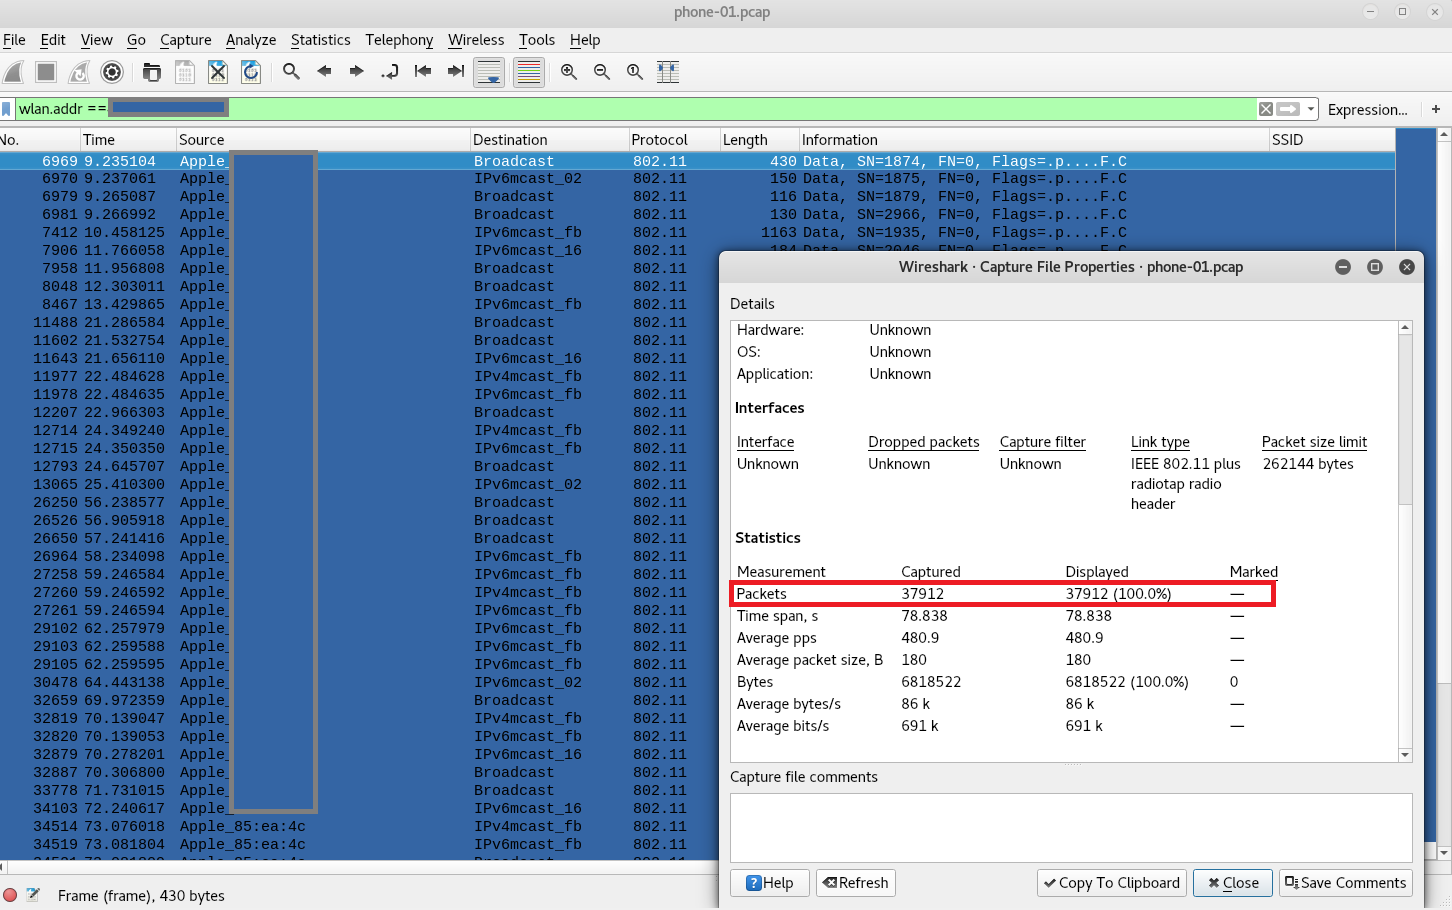 phone-01.pcap
File Edit View Go Capture Analyze Statistics Telephony Wireless Tools Help
wlan.addr ==
Expression... +
No. Time Source Destination Protocol Length Information SSID
6969 9.235104 Apple_ Broadcast 802.11 430 Data, SN=1874, FN=0, Flags=.p....F.C
6970 9.237061 Apple_ IPv6mcast_02 802.11 150 Data, SN=1875, FN=0, Flags=.p....F.C
6979 9.265087 Apple_ Broadcast 802.11 116 Data, SN=1879, FN=0, Flags=.p....F.C
6981 9.266992 Apple_ Broadcast 802.11 130 Data, SN=2966, FN=0, Flags=.p....F.C
7412 10.458125 Apple_ IPv6mcast_fb 802.11 1163 Data, SN=1935, FN=0, Flags=.p....F.C
7906 11.766058 Apple_ IPv6mcast_16 802.11 184 Data, SN=2046, FN=0, Flags=.p....F.C
7958 11.956808 Apple_ Broadcast 802.11
8048 12.303011 Apple_ Broadcast 802.11
8467 13.429865 Apple_ IPv6mcast_fb 802.11
11488 21.286584 Apple_ Broadcast 802.11
11602 21.532754 Apple_ Broadcast 802.11
11643 21.656110 Apple_ IPv6mcast_16 802.11
11977 22.484628 Apple_ IPv4mcast_fb 802.11
11978 22.484635 Apple_ IPv6mcast_fb 802.11
12207 22.966303 Apple_ Broadcast 802.11
12714 24.349240 Apple_ IPv4mcast_fb 802.11
12715 24.350350 Apple_ IPv6mcast_fb 802.11
12793 24.645707 Apple_ Broadcast 802.11
13065 25.410300 Apple_ IPv6mcast_02 802.11
26250 56.238577 Apple_ Broadcast 802.11
26526 56.905918 Apple_ Broadcast 802.11
26650 57.241416 Apple_ Broadcast 802.11
26964 58.234098 Apple_ IPv6mcast_fb 802.11
27258 59.246584 Apple_ IPv6mcast_fb 802.11
27260 59.246592 Apple_ IPv4mcast_fb 802.11
27261 59.246594 Apple_ IPv6mcast_fb 802.11
29102 62.257979 Apple_ IPv6mcast_fb 802.11
29103 62.259588 Apple_ IPv4mcast_fb 802.11
29105 62.259595 Apple_ IPv6mcast_fb 802.11
30478 64.443138 Apple_ IPv6mcast_02 802.11
32659 69.972359 Apple_ Broadcast 802.11
32819 70.139047 Apple_ IPv4mcast_fb 802.11
32820 70.139053 Apple_ IPv6mcast_fb 802.11
32879 70.278201 Apple_ IPv6mcast_16 802.11
32887 70.306800 Apple_ Broadcast 802.11
33778 71.731015 Apple_ Broadcast 802.11
34103 72.240617 Apple_ IPv6mcast_16 802.11
34514 73.076018 Apple_85:ea:4c IPv4mcast_fb 802.11
34519 73.081804 Apple_85:ea:4c IPv6mcast_fb 802.11
Frame (frame), 430 bytes
Wireshark · Capture File Properties · phone-01.pcap
Details
Hardware: Unknown
OS: Unknown
Application: Unknown
Interfaces
Interface Dropped packets Capture filter Link type Packet size limit
Unknown Unknown Unknown IEEE 802.11 plus 262144 bytes
radiotap radio
header
Statistics
Measurement Captured Displayed Marked
Packets 37912 37912 (100.0%) —
Time span, s 78.838 78.838 —
Average pps 480.9 480.9 —
Average packet size, B 180 180 —
Bytes 6818522 6818522 (100.0%) 0
Average bytes/s 86 k 86 k —
Average bits/s 691 k 691 k —
Capture file comments
Help Refresh Copy To Clipboard Close Save Comments